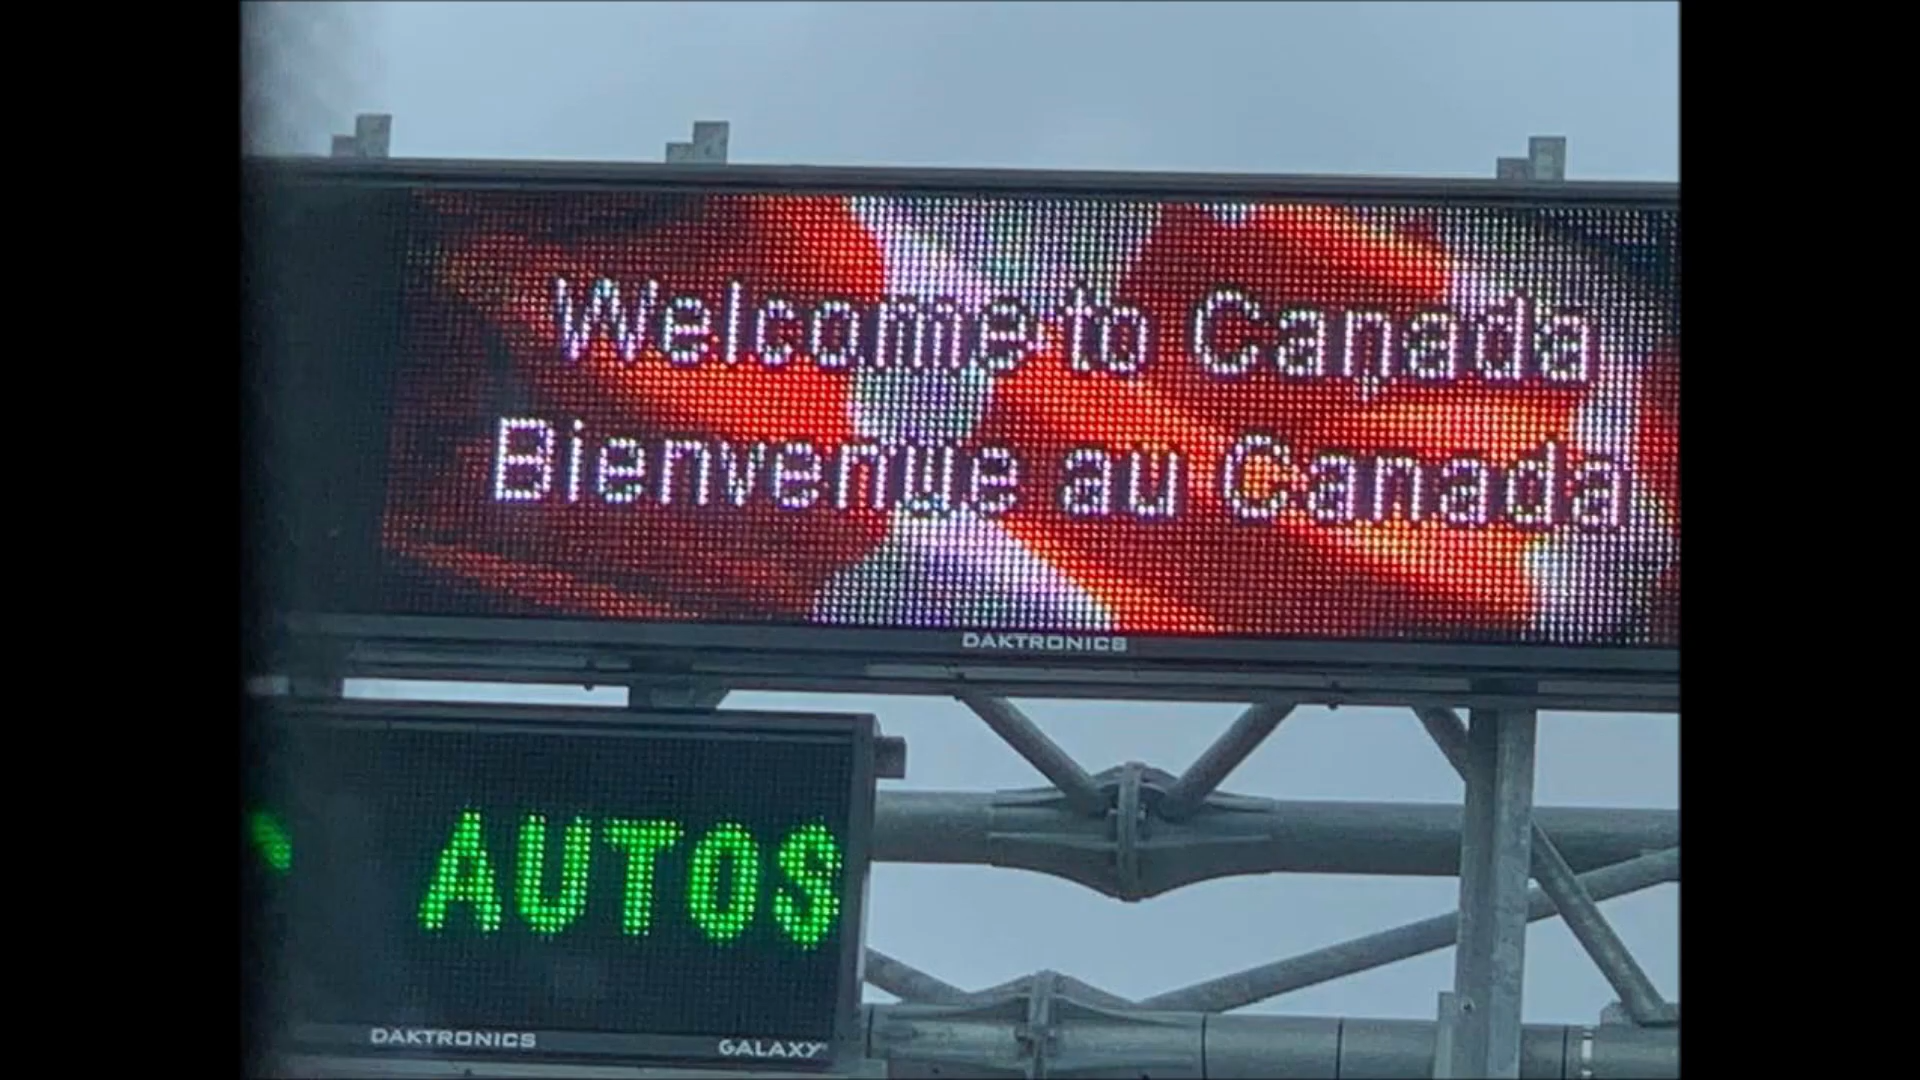 Welcome to Canada
Bienvenue au Canada
DAKTRONICS
AUTOS
DAKTRONICS GALAXY